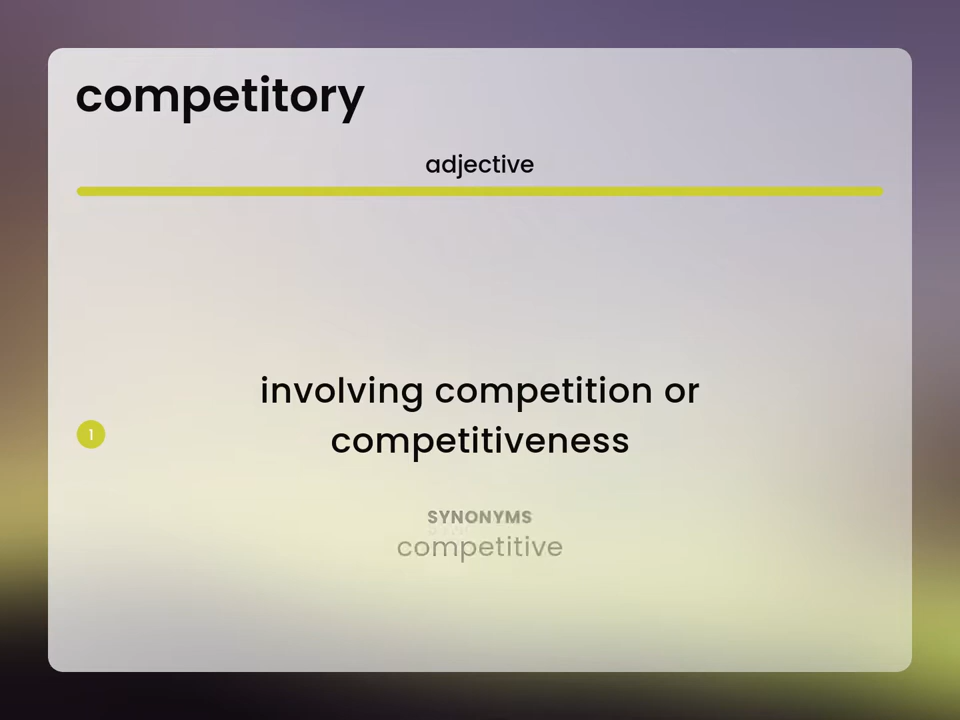 competitory
adjective
involving competition or
1
competitiveness
SYNONYMS
competitive